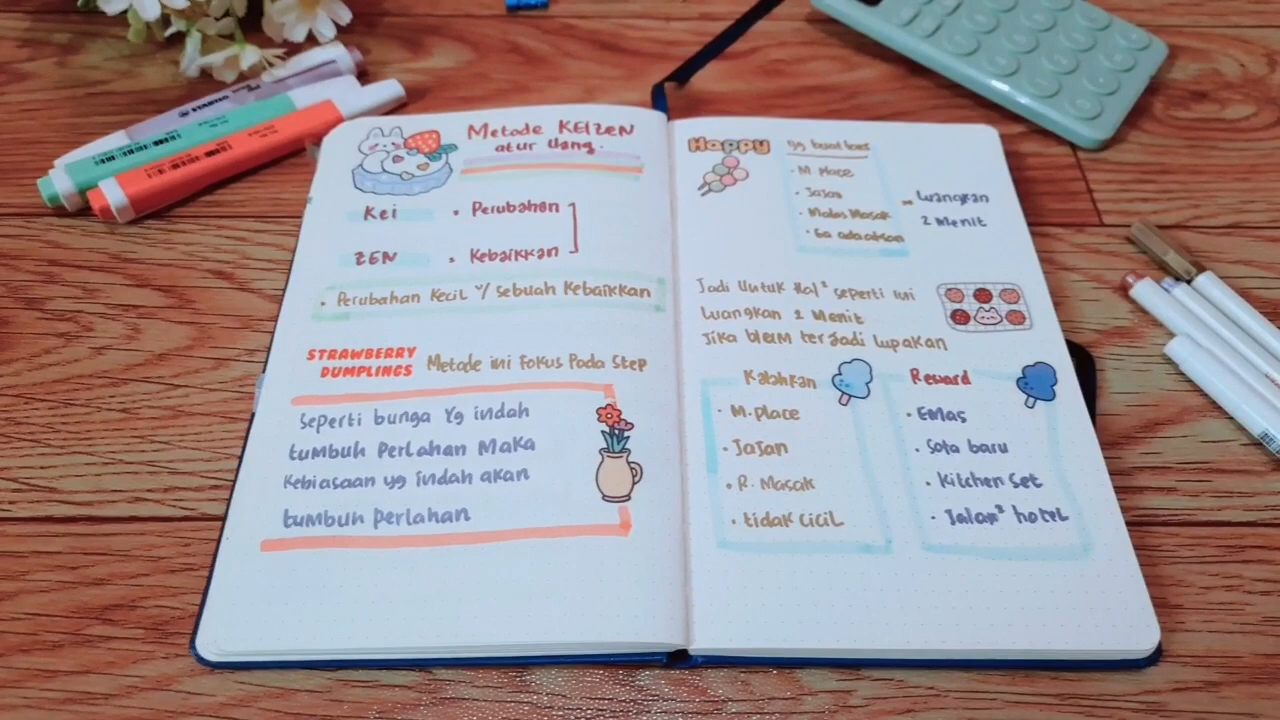 Metode KEIZEN
atur Uang.
Kei • Perubahan
ZEN • Kebaikkan
• Perubahan Kecil "/ sebuah Kebaikkan
STRAWBERRY
DUMPLINGS
Metode ini Fokus Pada Step
Seperti bunga Yg indah
tumbuh Perlahan Maka
Kebiasaan yg indah akan
tumbuh perlahan
Happy
yg buat boros
• M place
• Jajan
• Malas Masak
• Ga ada alasan
Luangkan
2 Menit
Jadi Untuk Hal² seperti ini
Luangkan 2 Menit
Jika belum terjadi Lupakan
Kalahkan
• M.place
• Jajan
• R. Masak
• tidak cicil
Reward
• EMas
• Sofa baru
• Kitchen Set
• Jalan² hotel
STABILO